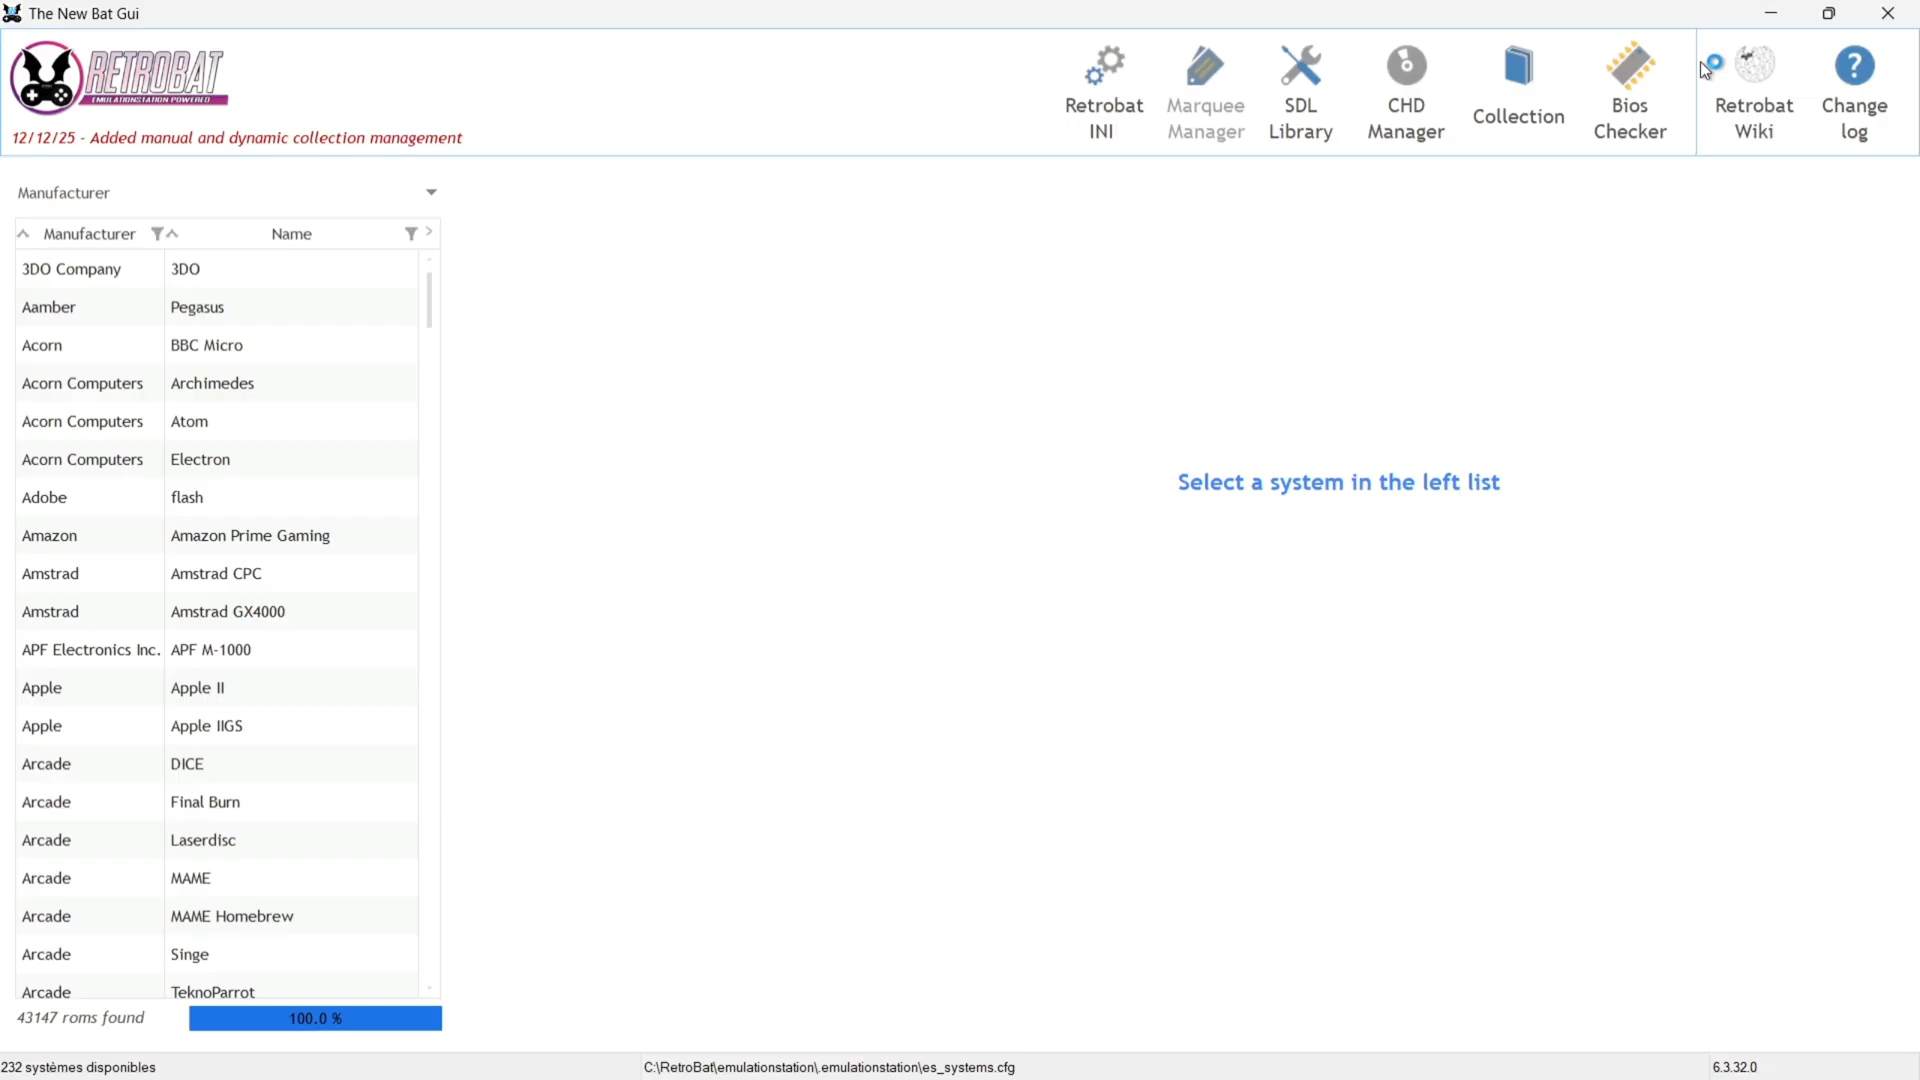 The New Bat Gui
RETROBAT
EMULATIONSTATION POWERED
12/12/25 - Added manual and dynamic collection management
Retrobat INI
Marquee Manager
SDL Library
CHD Manager
Collection
Bios Checker
Retrobat Wiki
Change log
Manufacturer
Manufacturer Name
3DO Company 3DO
Aamber Pegasus
Acorn BBC Micro
Acorn Computers Archimedes
Acorn Computers Atom
Acorn Computers Electron
Adobe flash
Amazon Amazon Prime Gaming
Amstrad Amstrad CPC
Amstrad Amstrad GX4000
APF Electronics Inc. APF M-1000
Apple Apple II
Apple Apple IIGS
Arcade DICE
Arcade Final Burn
Arcade Laserdisc
Arcade MAME
Arcade MAME Homebrew
Arcade Singe
Arcade TeknoParrot
Select a system in the left list
43147 roms found 100.0 %
232 systèmes disponibles C:\RetroBat\emulationstation\.emulationstation\es_systems.cfg 6.3.32.0